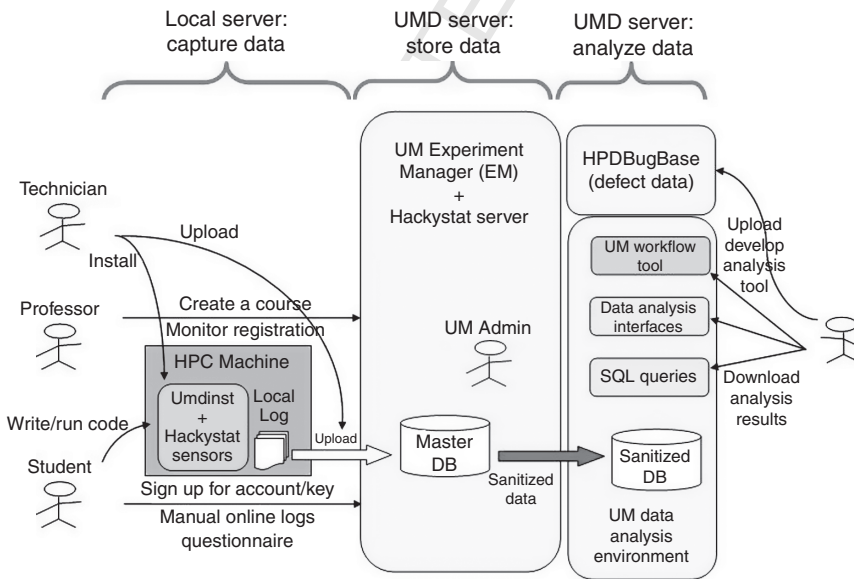 Local server:
capture data
UMD server:
store data
UMD server:
analyze data
Technician
Install
Upload
Professor
Create a course
Monitor registration
HPC Machine
Umdinst
+
Hackystat
sensors
Local
Log
Upload
Write/run code
Student
Sign up for account/key
Manual online logs
questionnaire
UM Experiment
Manager (EM)
+
Hackystat server
UM Admin
Master
DB
Sanitized
data
HPDBugBase
(defect data)
UM workflow
tool
Data analysis
interfaces
SQL queries
Sanitized
DB
UM data
analysis
environment
Upload
develop
analysis
tool
Download
analysis
results